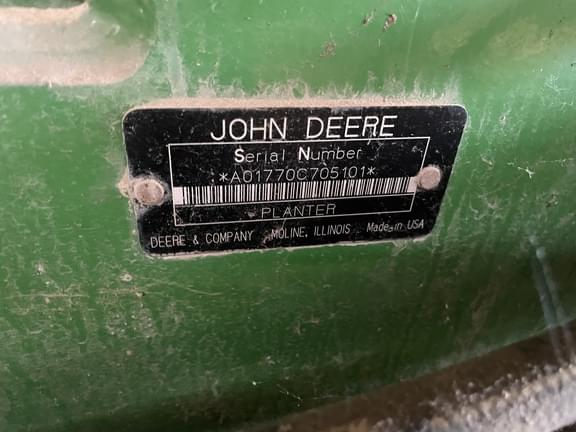 JOHN DEERE
Serial Number
*A01770C705101*
PLANTER
DEERE & COMPANY MOLINE, ILLINOIS Made in USA